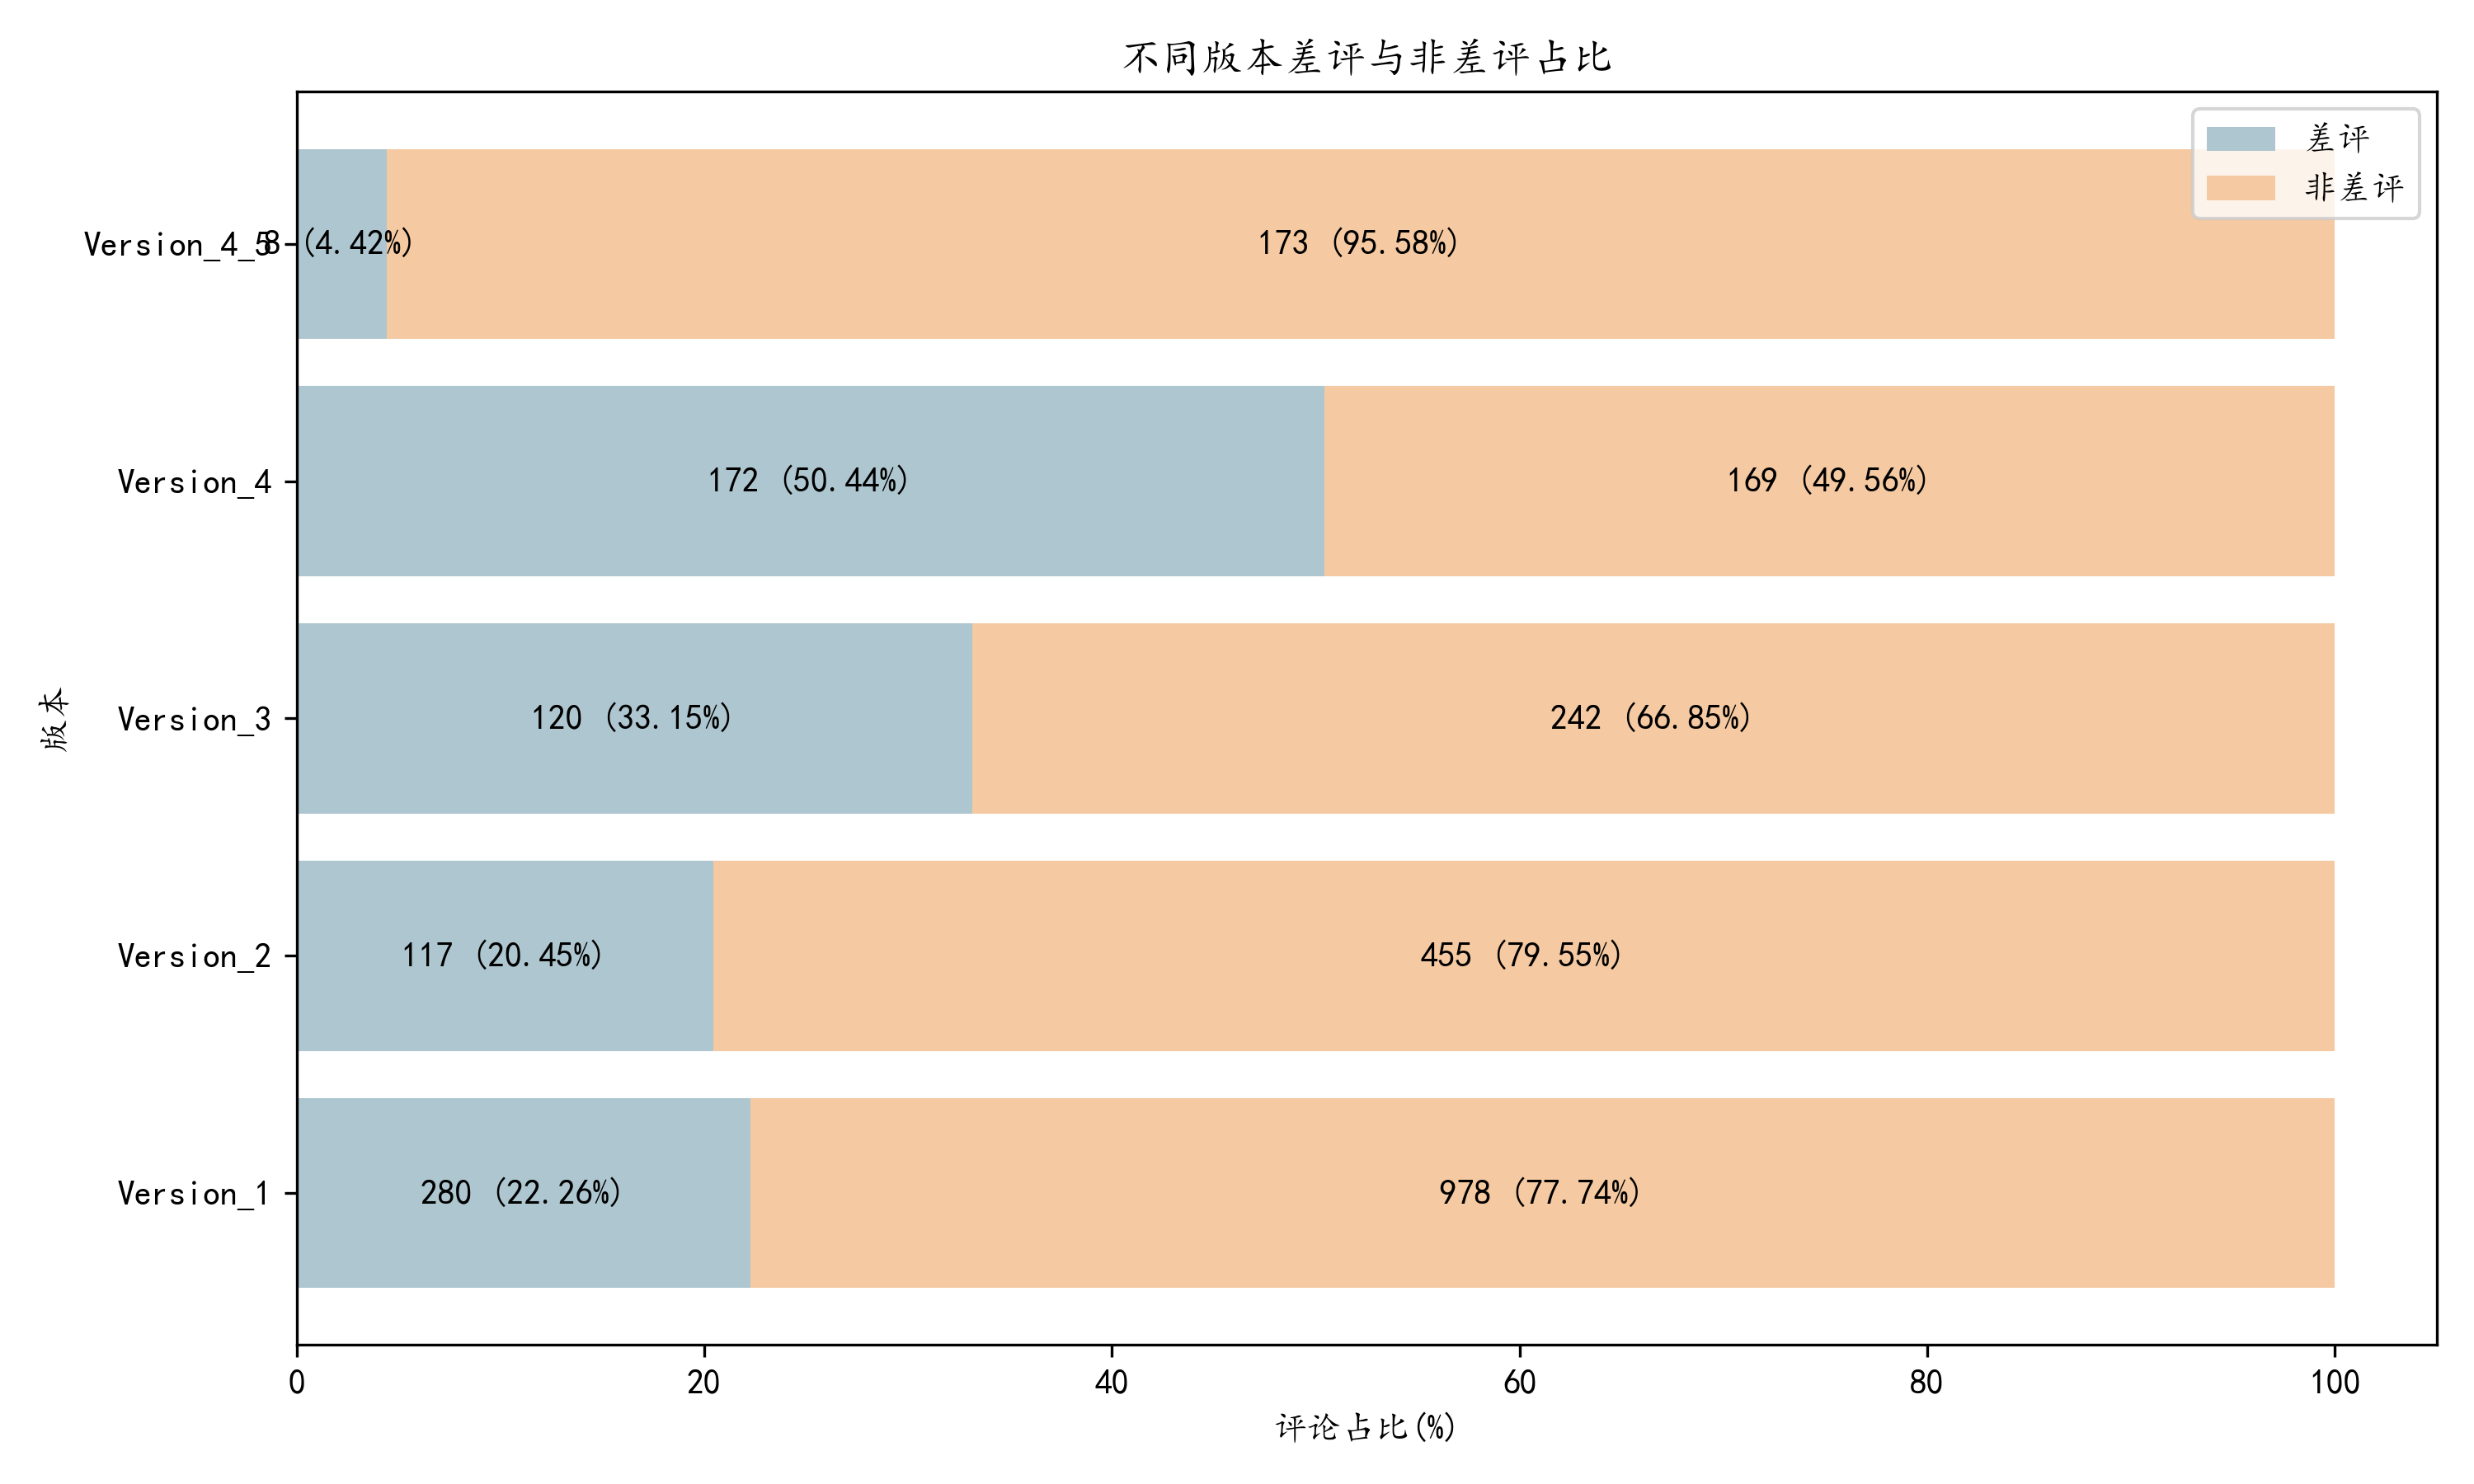 不同版本差评与非差评占比
差评
非差评
Version_4_5
8 (4.42%)
173 (95.58%)
Version_4
172 (50.44%)
169 (49.56%)
Version_3
120 (33.15%)
242 (66.85%)
Version_2
117 (20.45%)
455 (79.55%)
Version_1
280 (22.26%)
978 (77.74%)
版本
0
20
40
60
80
100
评论占比(%)